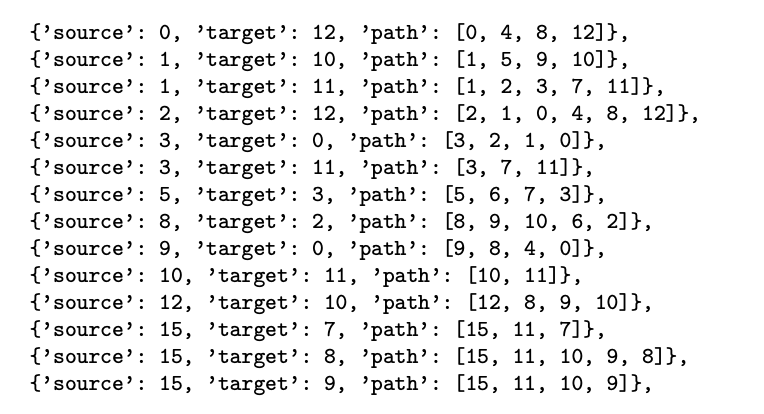 {’source’: 0, ’target’: 12, ’path’: [0, 4, 8, 12]},
{’source’: 1, ’target’: 10, ’path’: [1, 5, 9, 10]},
{’source’: 1, ’target’: 11, ’path’: [1, 2, 3, 7, 11]},
{’source’: 2, ’target’: 12, ’path’: [2, 1, 0, 4, 8, 12]},
{’source’: 3, ’target’: 0, ’path’: [3, 2, 1, 0]},
{’source’: 3, ’target’: 11, ’path’: [3, 7, 11]},
{’source’: 5, ’target’: 3, ’path’: [5, 6, 7, 3]},
{’source’: 8, ’target’: 2, ’path’: [8, 9, 10, 6, 2]},
{’source’: 9, ’target’: 0, ’path’: [9, 8, 4, 0]},
{’source’: 10, ’target’: 11, ’path’: [10, 11]},
{’source’: 12, ’target’: 10, ’path’: [12, 8, 9, 10]},
{’source’: 15, ’target’: 7, ’path’: [15, 11, 7]},
{’source’: 15, ’target’: 8, ’path’: [15, 11, 10, 9, 8]},
{’source’: 15, ’target’: 9, ’path’: [15, 11, 10, 9]},